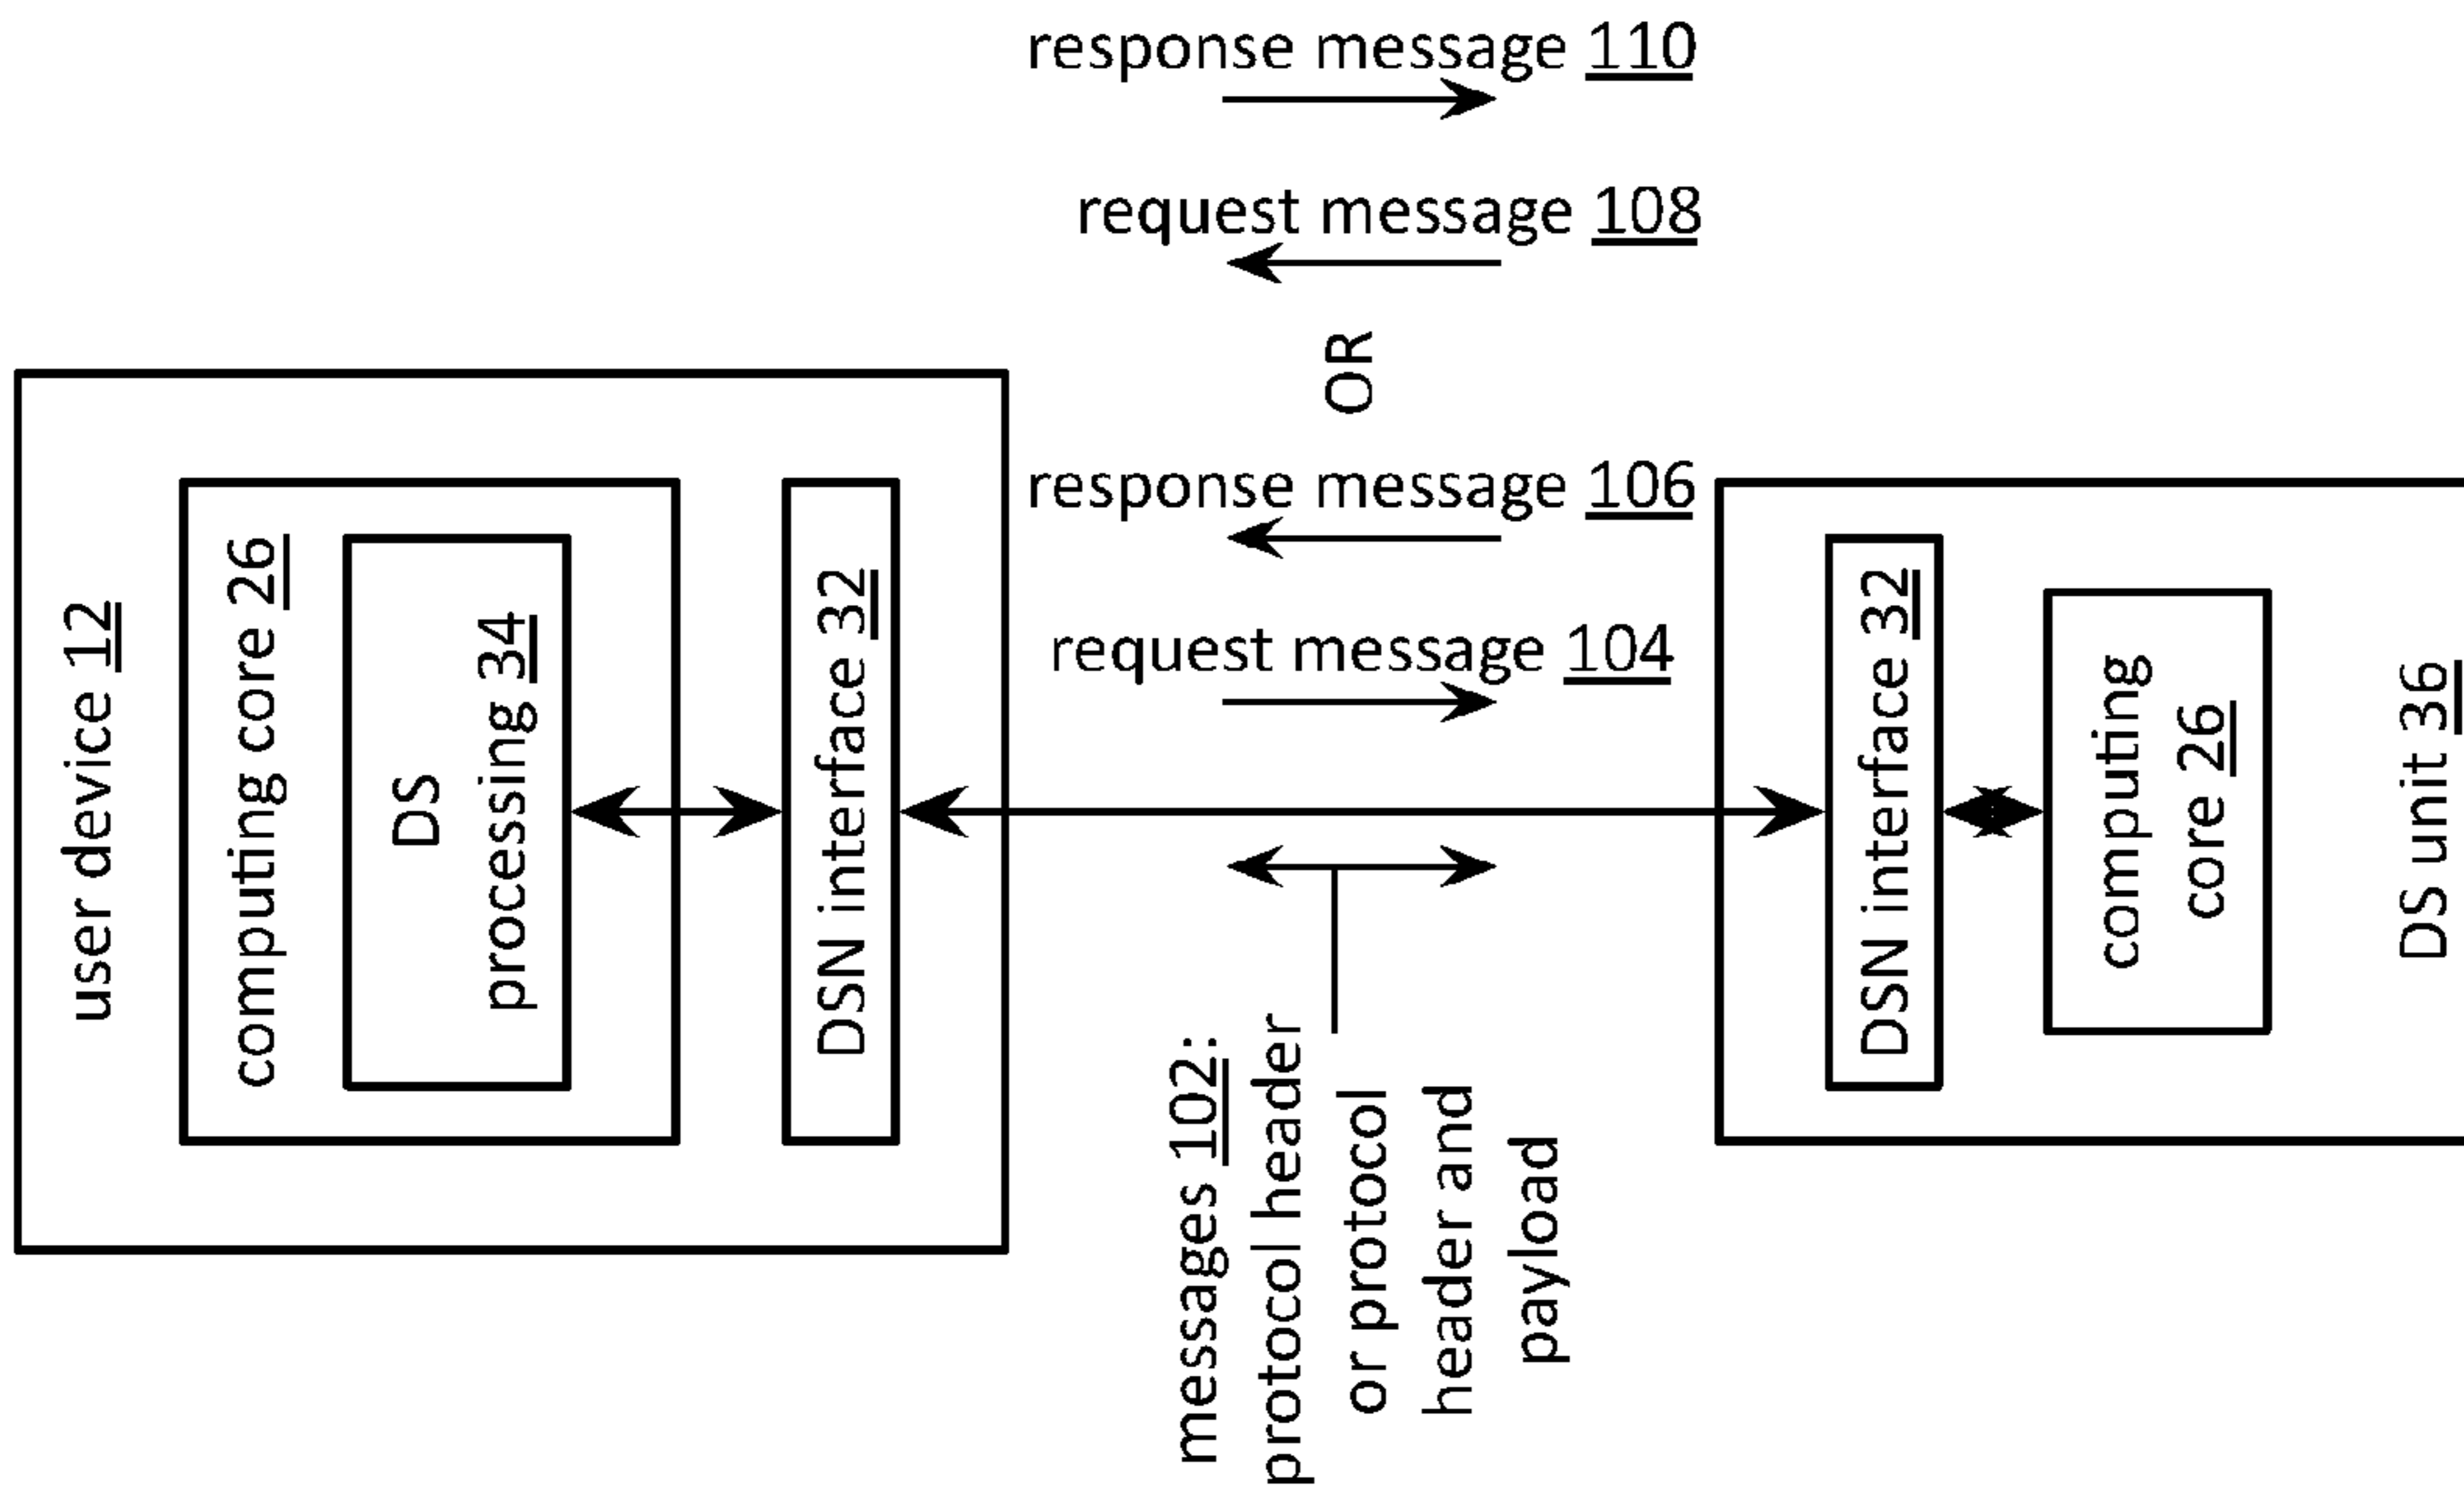 response message 110
request message 108
OR
response message 106
request message 104
user device 12
computing core 26
DS
processing 34
DSN interface 32
messages 102:
protocol header
or protocol
header and
payload
DSN interface 32
computing
core 26
DS unit 36